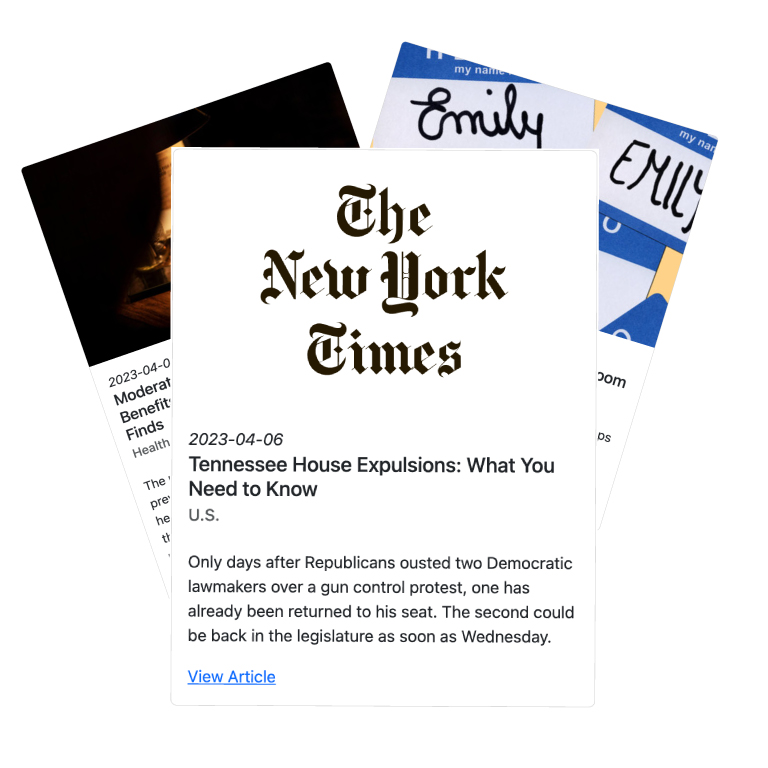 my name
Emily
my nar
EMILY
The
New York
Times
2023-04-06
Tennessee House Expulsions: What You
Need to Know
U.S.
Only days after Republicans ousted two Democratic
lawmakers over a gun control protest, one has
already been returned to his seat. The second could
be back in the legislature as soon as Wednesday.
View Article
2023-04-0
Moderat
Benefit
Finds
Health
The
pre
he
th
oom
ps